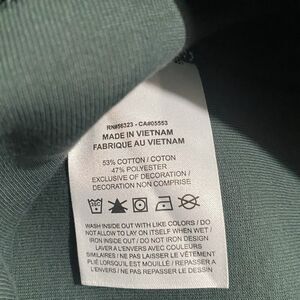 RN#56323 - CA#05553
MADE IN VIETNAM
FABRIQUE AU VIETNAM
53% COTTON / COTON
47% POLYESTER
EXCLUSIVE OF DECORATION /
DECORATION NON COMPRISE
WASH INSIDE OUT WITH LIKE COLORS / DO
NOT ALLOW TO LAY ON ITSELF WHEN WET /
IRON INSIDE OUT / DO NOT IRON DESIGN
LAVER A L'ENVERS AVEC COULEURS
SIMILAIRES / NE PAS LAISSER LE VÊTEMENT
PLIÉ LORSQU'IL EST MOUILLÉ / REPASSER A
L'ENVERS / NE PAS REPASSER LE DESSIN